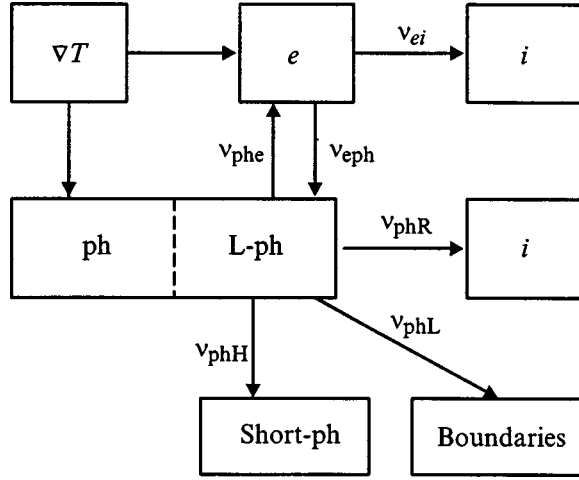 ∇T
e
ν_ei
i
ν_phe
ν_eph
ph
L-ph
ν_phR
i
ν_phH
ν_phL
Short-ph
Boundaries